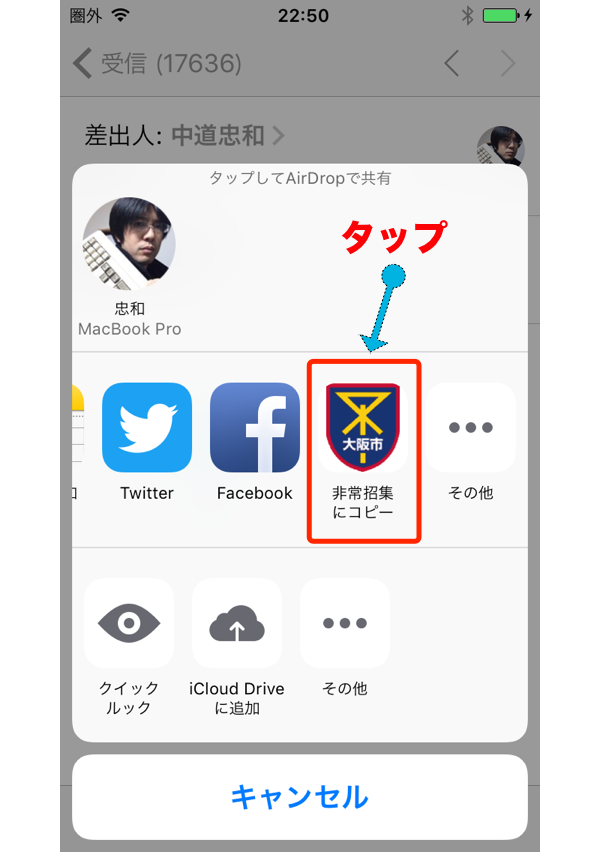 圏外 22:50
受信 (17636)
差出人: 中道忠和
タップしてAirDropで共有
タップ
忠和
MacBook Pro
大阪市
Twitter
Facebook
非常招集
にコピー
その他
クイック
ルック
iCloud Drive
に追加
その他
キャンセル